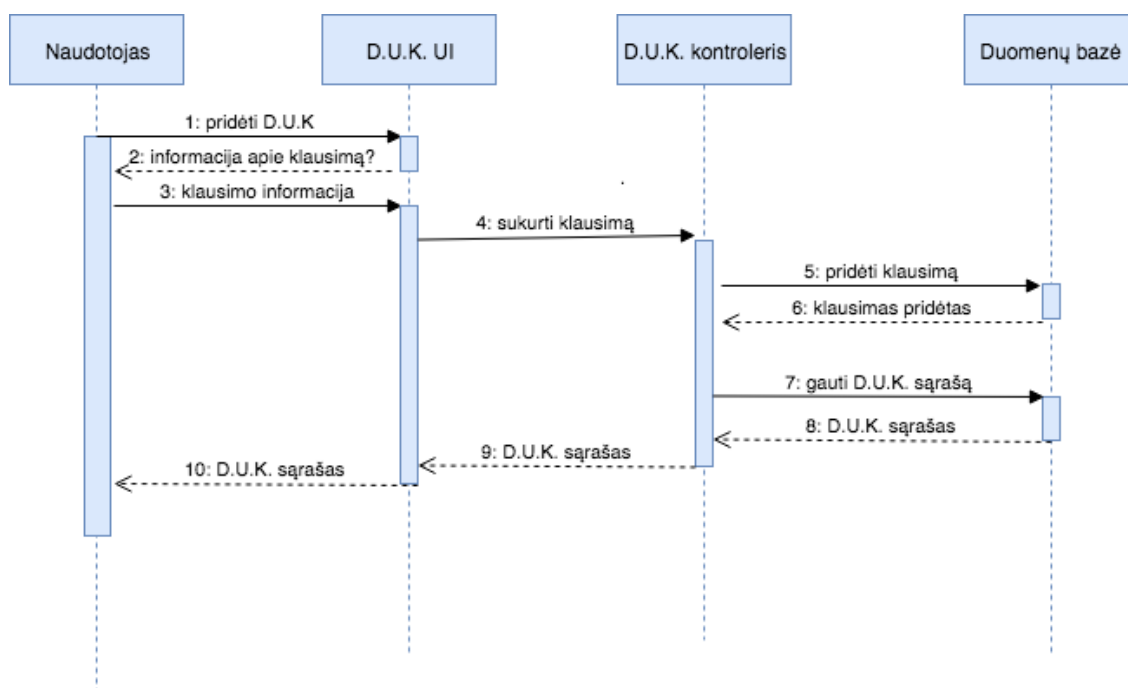 Naudotojas
D.U.K. UI
D.U.K. kontroleris
Duomenų bazė
1: pridėti D.U.K
2: informacija apie klausimą?
3: klausimo informacija
4: sukurti klausimą
5: pridėti klausimą
6: klausimas pridėtas
7: gauti D.U.K. sąrašą
8: D.U.K. sąrašas
9: D.U.K. sąrašas
10: D.U.K. sąrašas